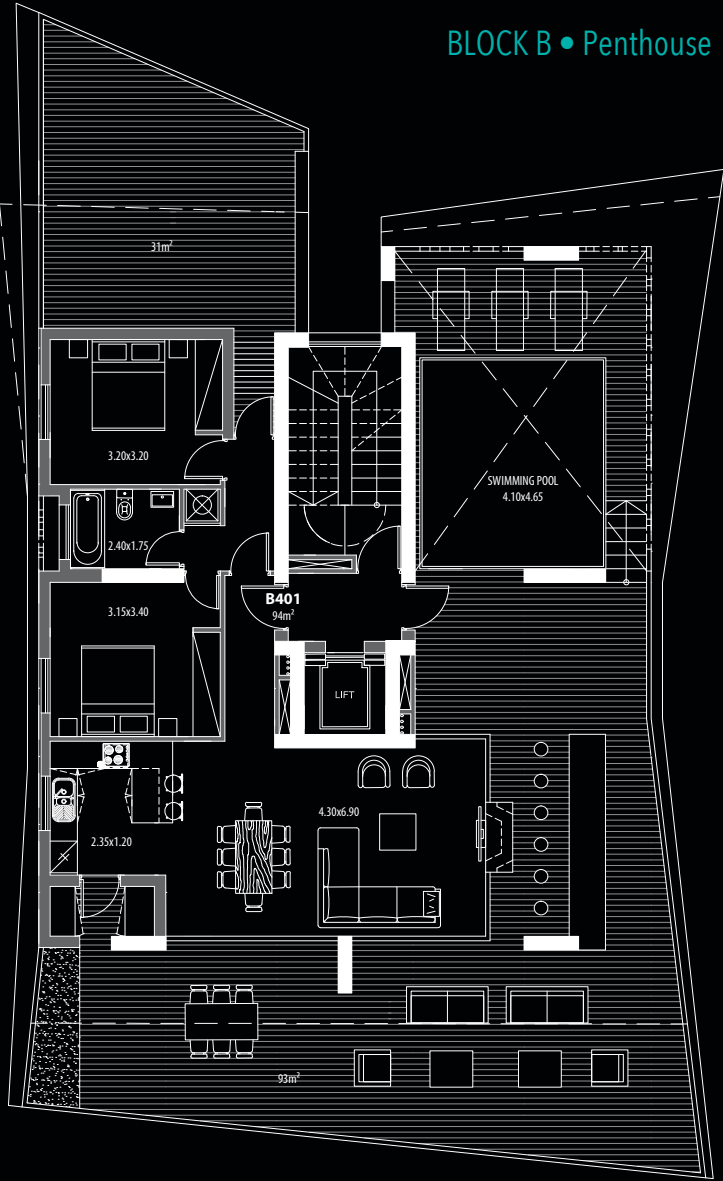 BLOCK B • Penthouse
31m²
3.20x3.20
SWIMMING POOL
4.10x4.65
2.40x1.75
B401
94m²
3.15x3.40
LIFT
4.30x6.90
2.35x1.20
93m²